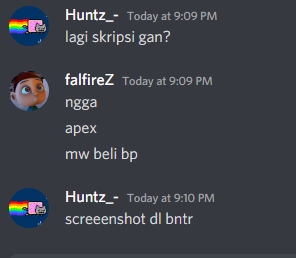 Huntz_- Today at 9:09 PM
lagi skripsi gan?
falfireZ Today at 9:09 PM
ngga
apex
mw beli bp
Huntz_- Today at 9:10 PM
screeenshot dl bntr